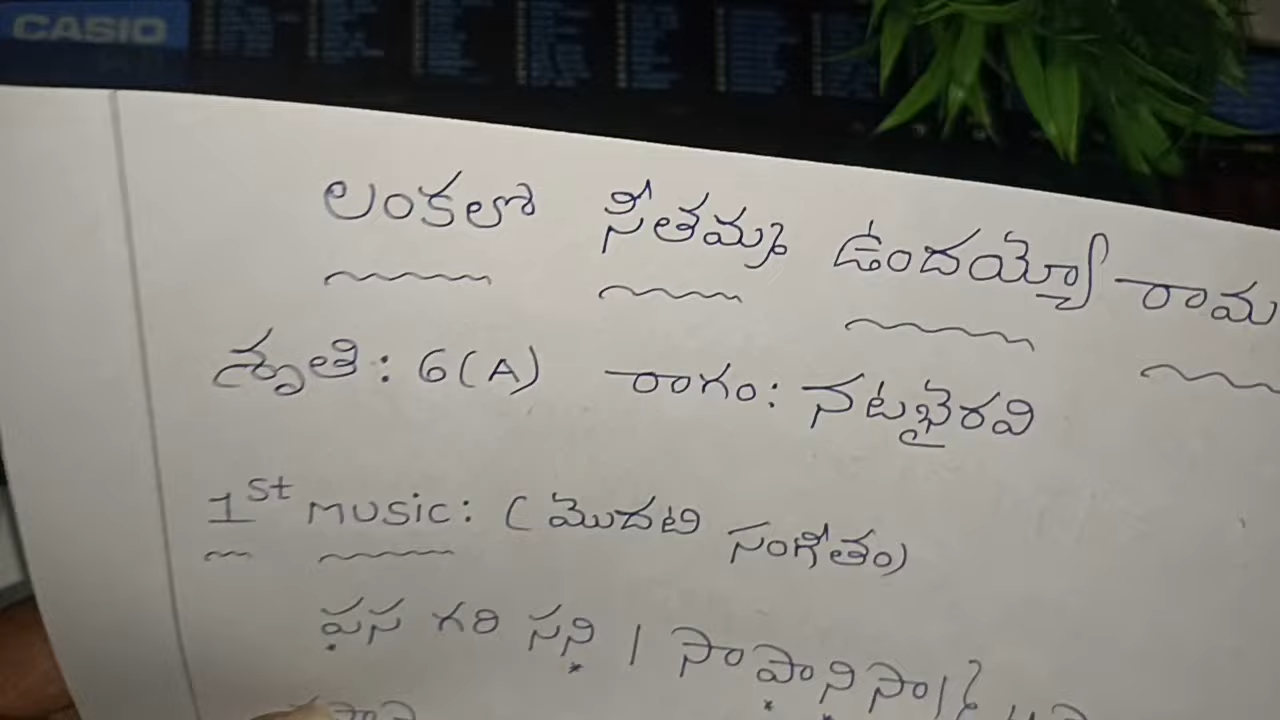 CASIO
లంకలో సీతమ్మ ఉందయ్యో రామ
శృతి: 6(A) రాగం: నటభైరవి
1st MUSIC: (మొదటి సంగీతం)
పస గరి సని | సాపానిసా|